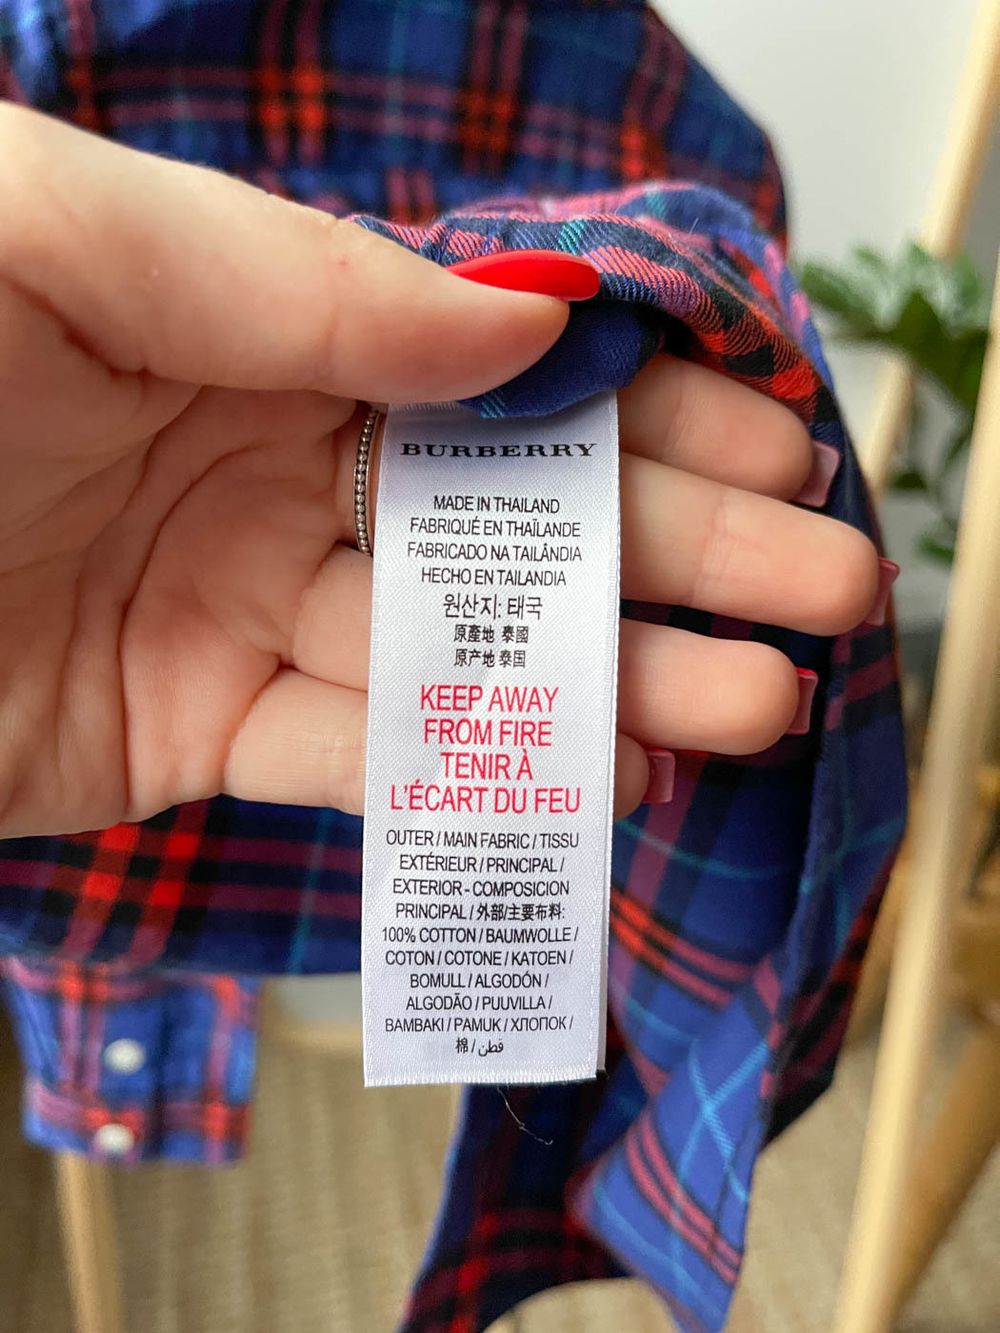 BURBERRY
MADE IN THAILAND
FABRIQUÉ EN THAÏLANDE
FABRICADO NA TAILÂNDIA
HECHO EN TAILANDIA
원산지: 태국
原產地 泰國
原产地 泰国
KEEP AWAY
FROM FIRE
TENIR À
L'ÉCART DU FEU
OUTER / MAIN FABRIC / TISSU
EXTÉRIEUR / PRINCIPAL /
EXTERIOR - COMPOSICION
PRINCIPAL / 外部/主要布料:
100% COTTON / BAUMWOLLE /
COTON / COTONE / KATOEN /
BOMULL / ALGODÓN /
ALGODÃO / PUUVILLA /
BAMBAKI / PAMUK / ХЛОПОК /
棉 / قطن